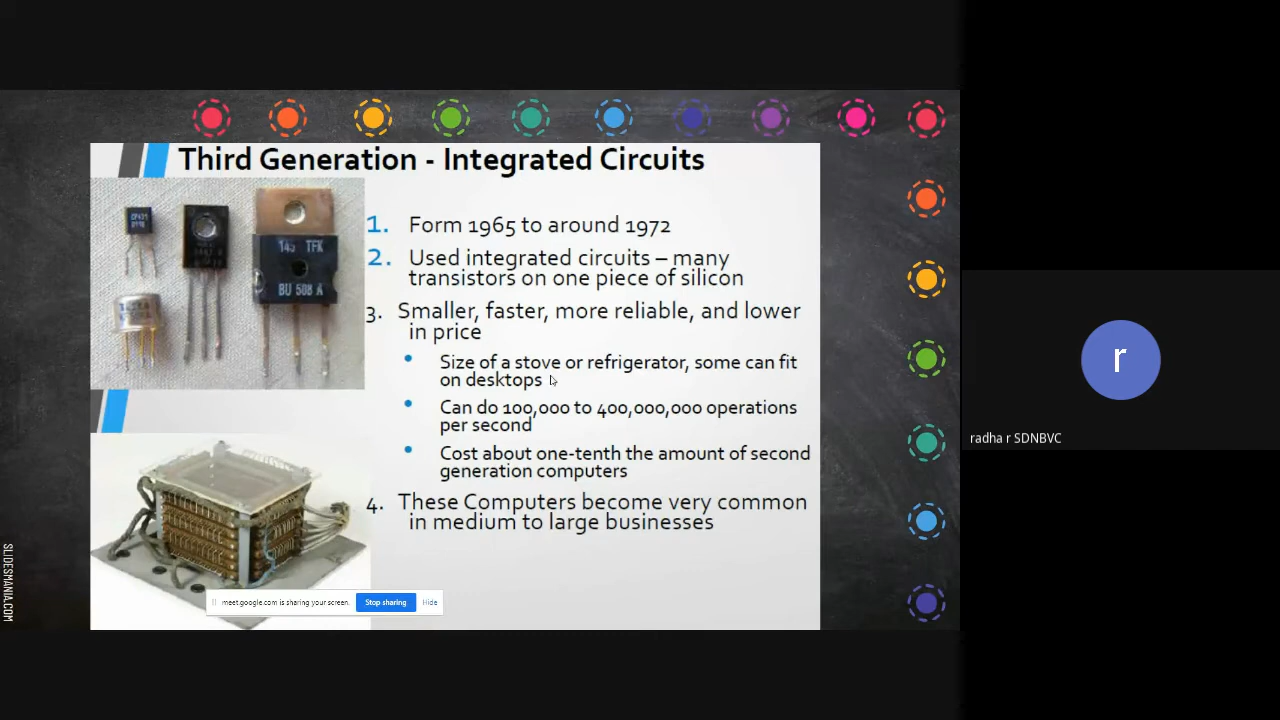 Third Generation - Integrated Circuits
1. Form 1965 to around 1972
2. Used integrated circuits – many
transistors on one piece of silicon
3. Smaller, faster, more reliable, and lower
in price
• Size of a stove or refrigerator, some can fit
on desktops
• Can do 100,000 to 400,000,000 operations
per second
• Cost about one-tenth the amount of second
generation computers
4. These Computers become very common
in medium to large businesses
TFK
BU 508 A
meet.google.com is sharing your screen. Stop sharing Hide
SLIDESMANIA.COM
r
radha r SDNBVC